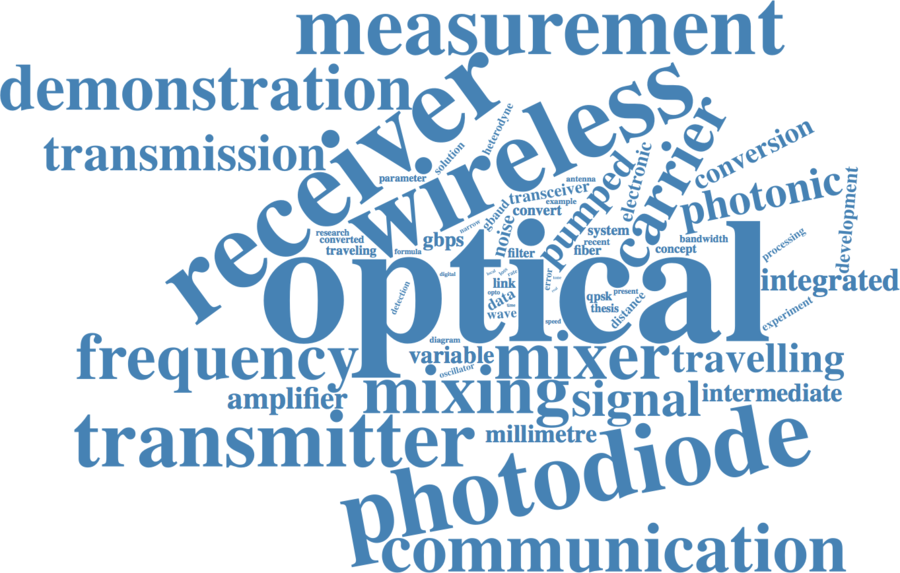 measurement
demonstration
transmission
receiver
wireless
carrier
conversion
heterodyne
solution
parameter
antenna
transceiver
example
pumped
electronic
photonic
development
gbaud
convert
narrow
noise
research
converted
traveling
formula
gbps
filter
system
recent
fiber
bandwidth
concept
processing
optical
digital
detection
link
opto
data
wave
error
speed
qpsk
present
thesis
distance
integrated
experiment
diagram
frequency
variable
oscillator
mixer
travelling
amplifier
mixing
signal
intermediate
transmitter
millimetre
photodiode
communication